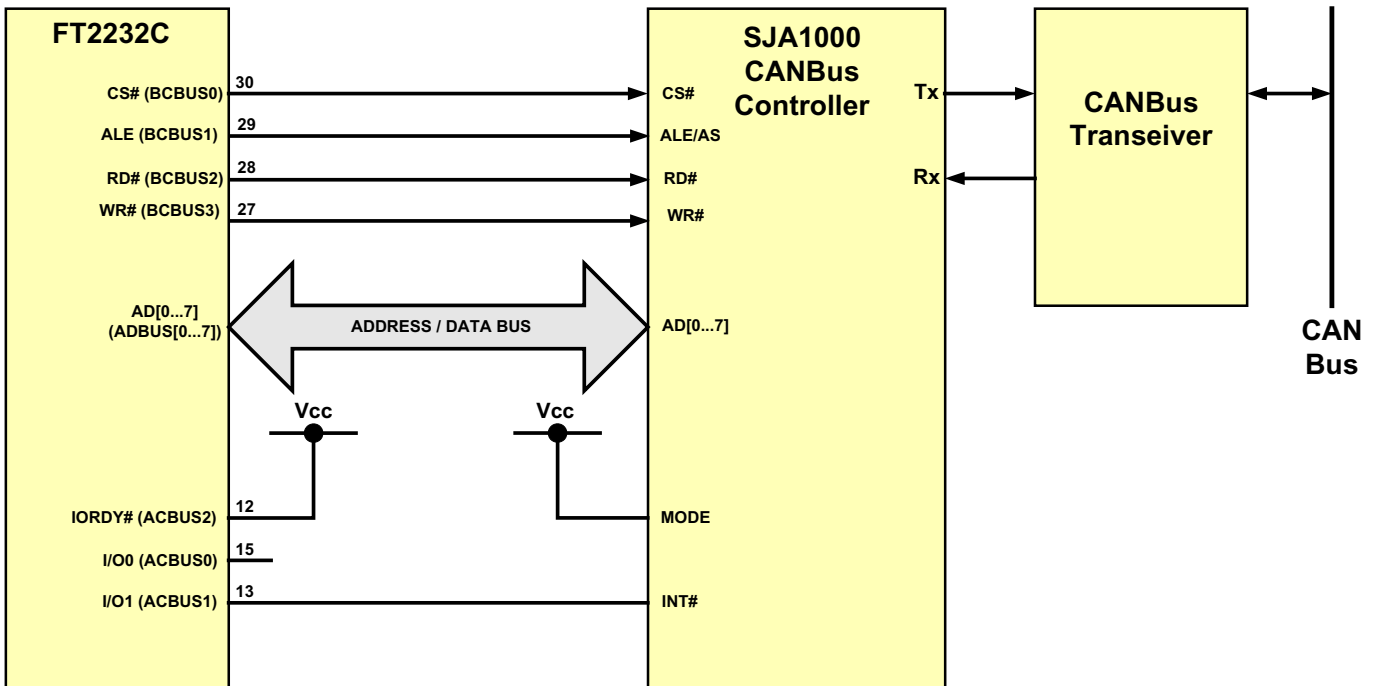 FT2232C
CS# (BCBUS0)
30
ALE (BCBUS1)
29
RD# (BCBUS2)
28
WR# (BCBUS3)
27
AD[0...7]
(ADBUS[0...7])
ADDRESS / DATA BUS
Vcc
Vcc
IORDY# (ACBUS2)
12
I/O0 (ACBUS0)
15
I/O1 (ACBUS1)
13
SJA1000
CANBus
Controller
CS#
ALE/AS
RD#
WR#
AD[0...7]
MODE
INT#
Tx
Rx
CANBus
Transeiver
CAN
Bus